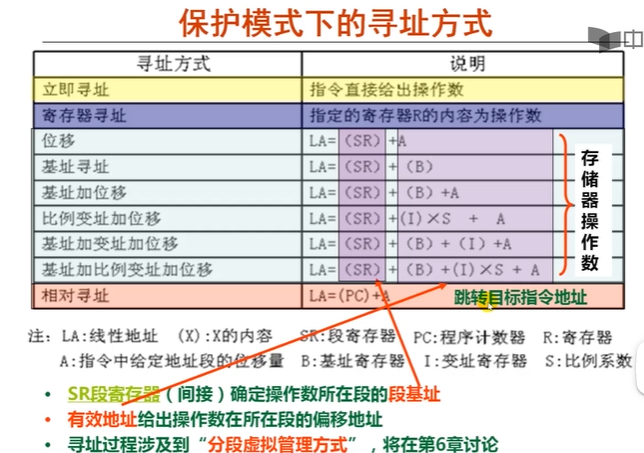 保护模式下的寻址方式
中
寻址方式 说明
立即寻址 指令直接给出操作数
寄存器寻址 指定的寄存器R的内容为操作数
位移 LA=（SR）+A
基址寻址 LA=（SR）+（B）
基址加位移 LA=（SR）+（B）+A
比例变址加位移 LA=（SR）+(I)×S + A
基址加变址加位移 LA=（SR）+（B）+（I）+A
基址加比例变址加位移 LA=（SR）+（B）+(I)×S + A
存储器操作数
相对寻址 LA=(PC)+A 跳转目标指令地址
注：LA:线性地址 (X):X的内容 SR:段寄存器 PC:程序计数器 R:寄存器
A:指令中给定地址段的位移量 B:基址寄存器 I:变址寄存器 S:比例系数
• SR段寄存器（间接）确定操作数所在段的段基址
• 有效地址给出操作数在所在段的偏移地址
• 寻址过程涉及到“分段虚拟管理方式”，将在第6章讨论